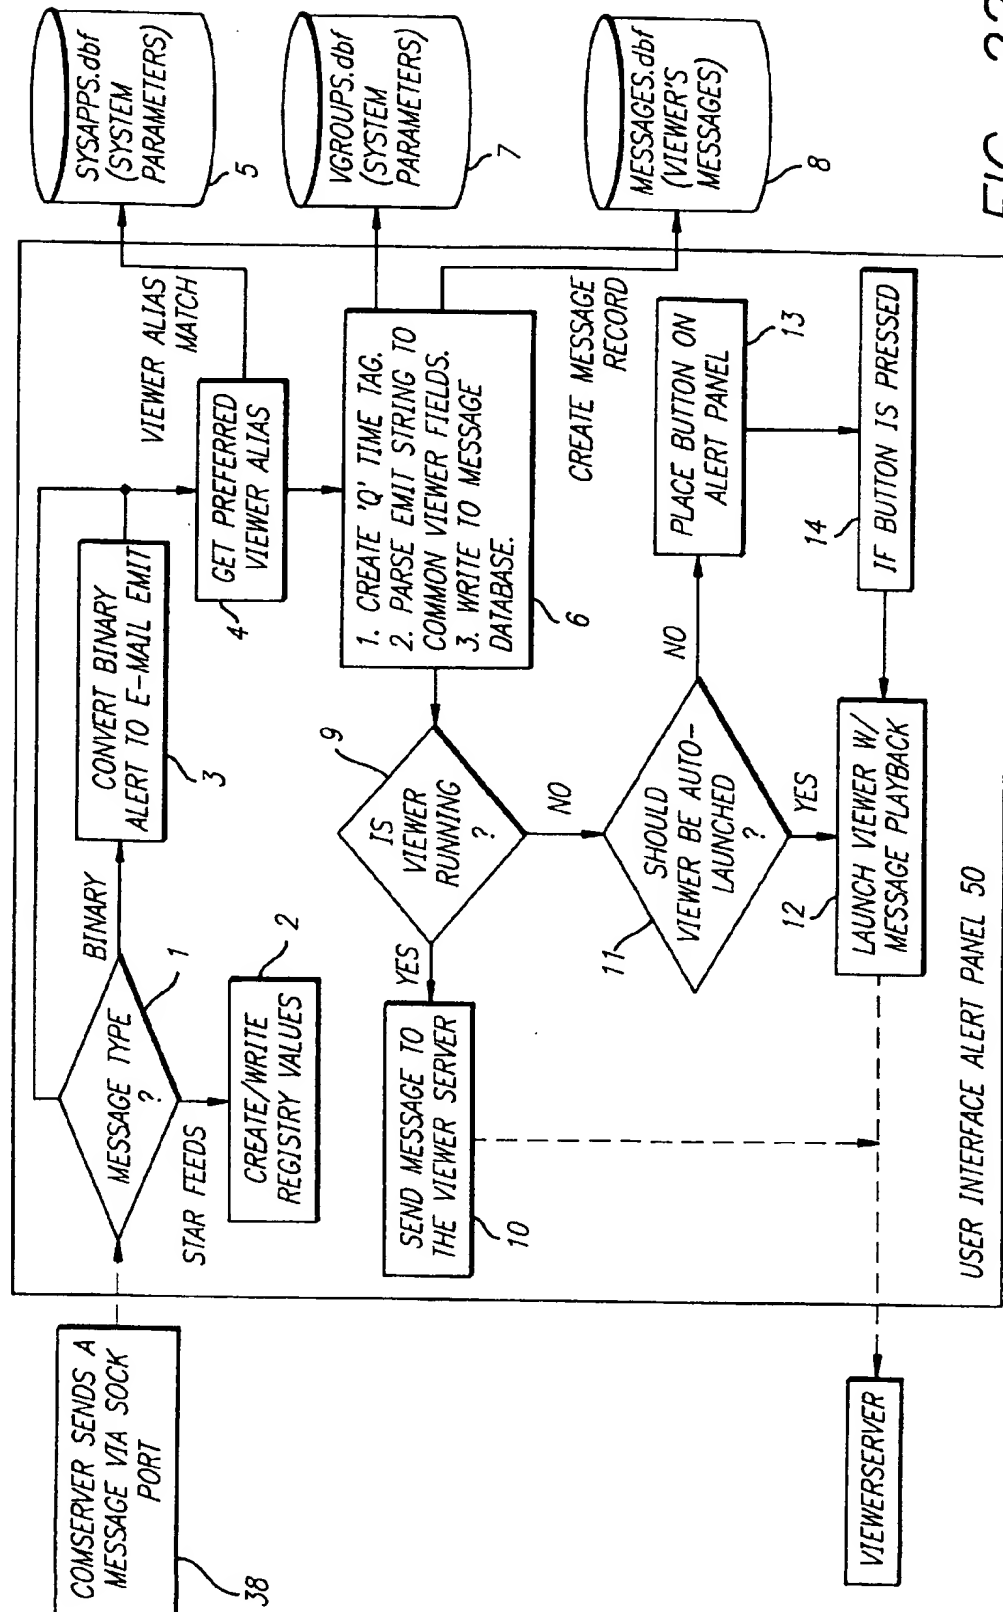 COMSERVER SENDS A
MESSAGE VIA SOCK
PORT
38
MESSAGE TYPE
?
1
BINARY
STAR FEEDS
CREATE/WRITE
REGISTRY VALUES
2
CONVERT BINARY
ALERT TO E-MAIL EMIT
3
GET PREFERRED
VIEWER ALIAS
4
VIEWER ALIAS
MATCH
SYSAPPS.dbf
(SYSTEM
PARAMETERS)
5
1. CREATE 'Q' TIME TAG.
2. PARSE EMIT STRING TO
COMMON VIEWER FIELDS.
3. WRITE TO MESSAGE
DATABASE.
6
VGROUPS.dbf
(SYSTEM
PARAMETERS)
7
CREATE MESSAGE
RECORD
MESSAGES.dbf
(VIEWER'S
MESSAGES)
8
IS
VIEWER
RUNNING
?
9
YES
NO
SEND MESSAGE TO
THE VIEWER SERVER
10
SHOULD
VIEWER BE AUTO-
LAUNCHED
?
11
NO
YES
PLACE BUTTON ON
ALERT PANEL
13
IF BUTTON IS PRESSED
14
LAUNCH VIEWER W/
MESSAGE PLAYBACK
12
VIEWERSERVER
USER INTERFACE ALERT PANEL 50
FIG.